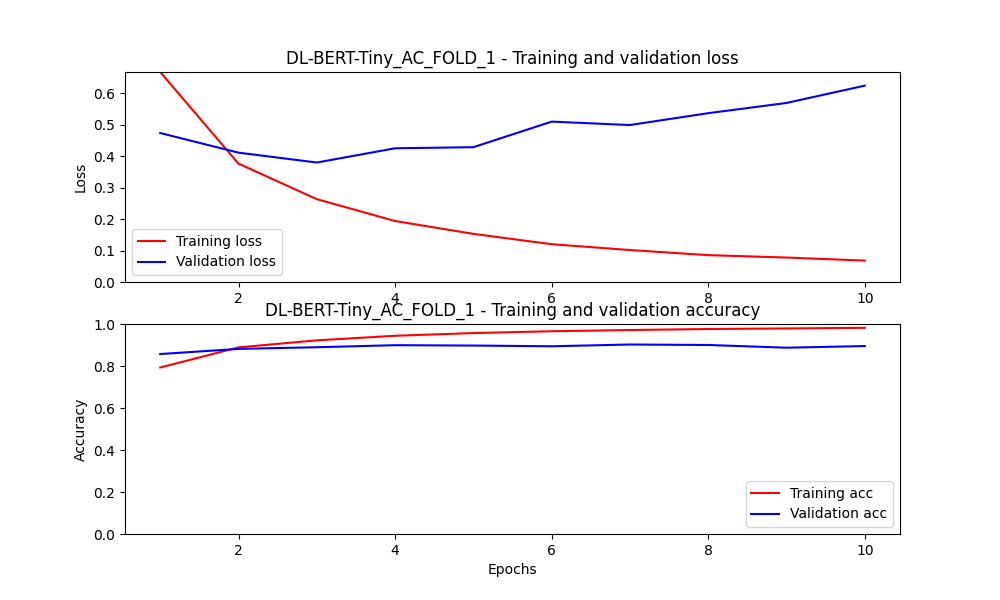 DL-BERT-Tiny_AC_FOLD_1 - Training and validation loss
0.6
0.5
0.4
0.3
0.2
0.1
0.0
Loss
Training loss
Validation loss
2 4 6 8 10
DL-BERT-Tiny_AC_FOLD_1 - Training and validation accuracy
1.0
0.8
0.6
0.4
0.2
0.0
Accuracy
Training acc
Validation acc
2 4 6 8 10
Epochs